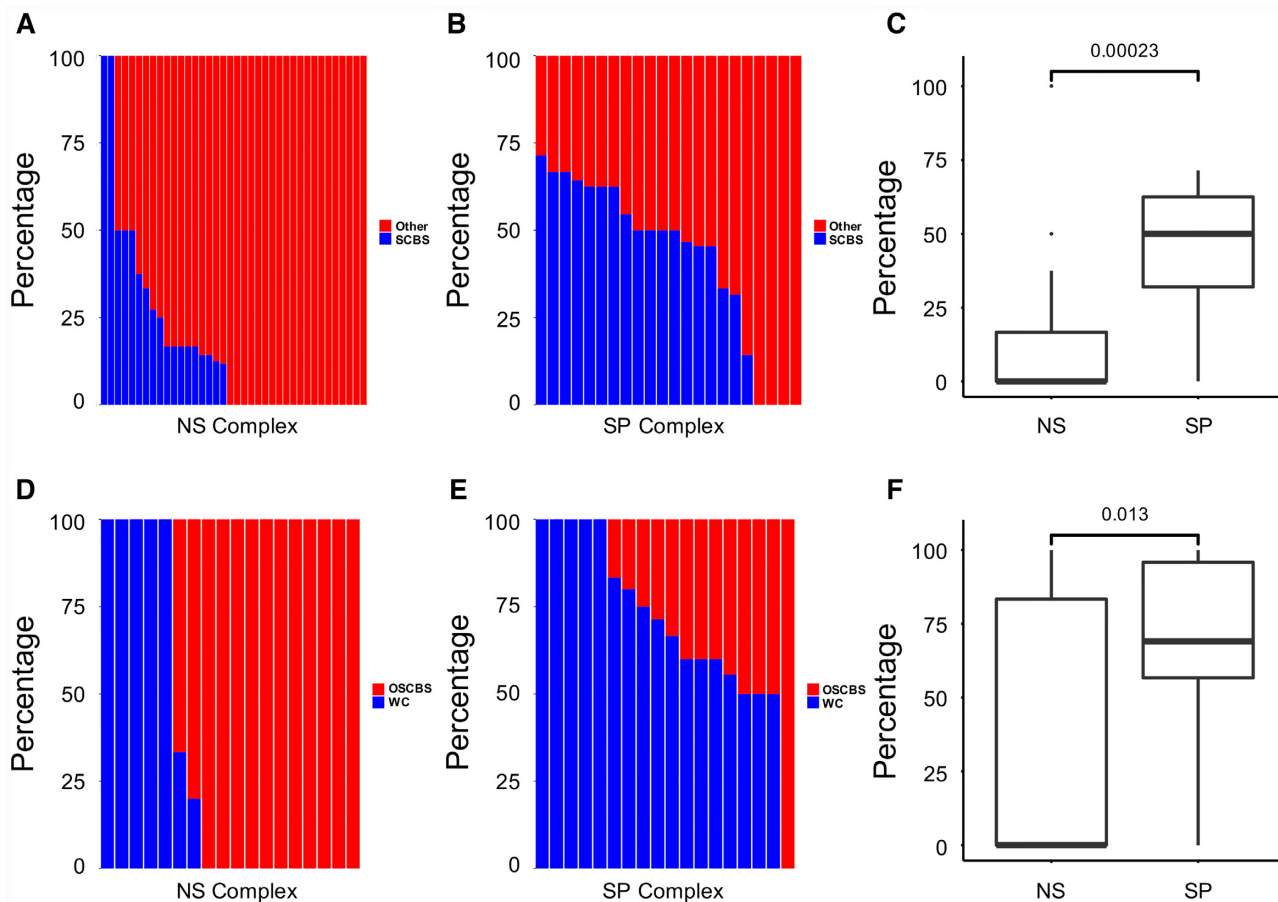 A
100
75
50
25
0
Percentage
NS Complex
Other
SCBS
B
100
75
50
25
0
Percentage
SP Complex
Other
SCBS
C
0.00023
100
75
50
25
0
Percentage
NS
SP
D
100
75
50
25
0
Percentage
NS Complex
OSCBS
WC
E
100
75
50
25
0
Percentage
SP Complex
OSCBS
WC
F
0.013
100
75
50
25
0
Percentage
NS
SP